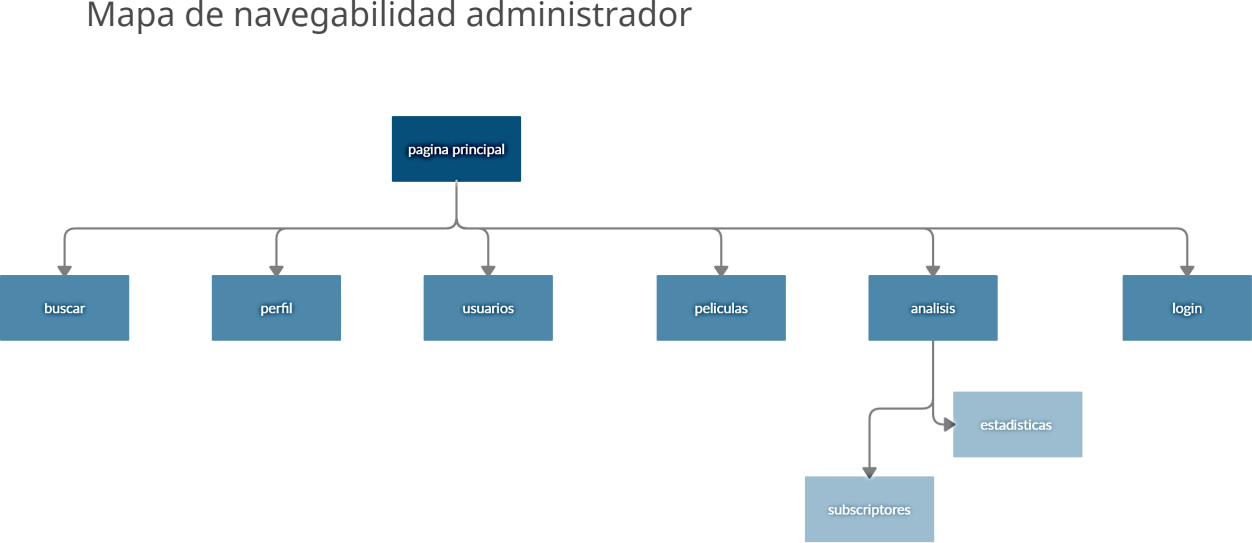 Mapa de navegabilidad administrador
pagina principal
buscar
perfil
usuarios
peliculas
analisis
login
estadisticas
subscriptores